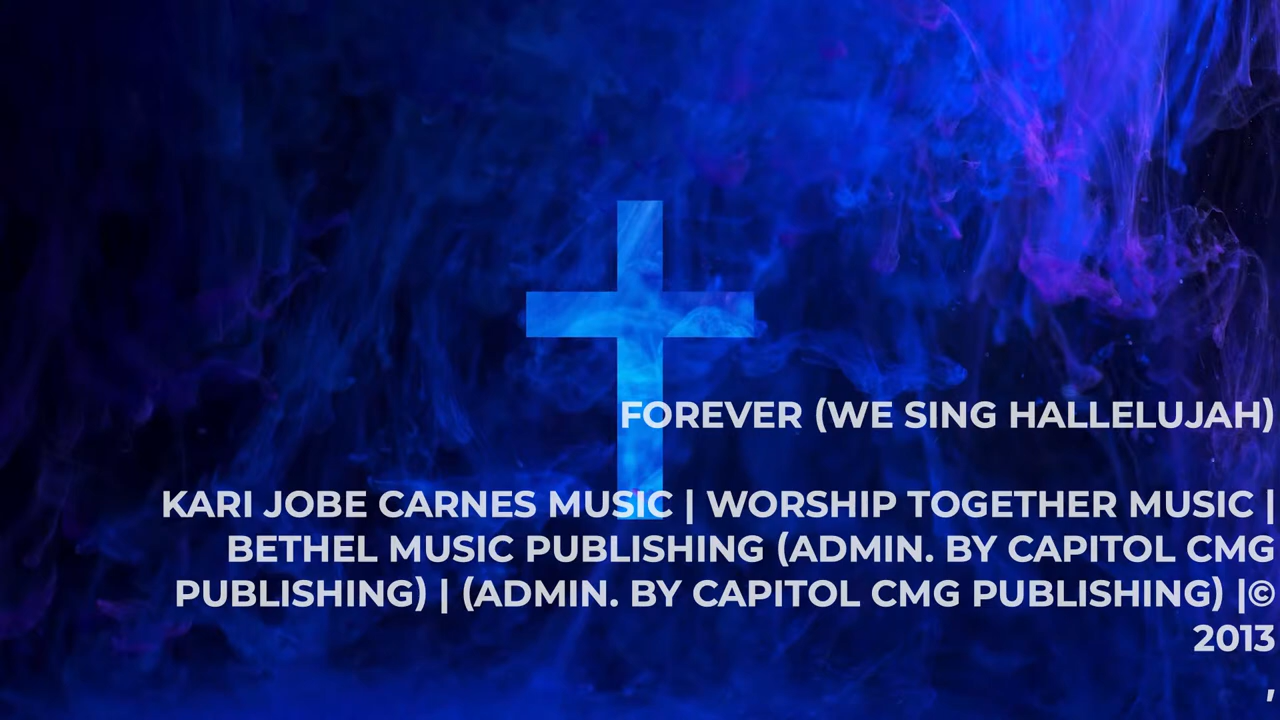 FOREVER (WE SING HALLELUJAH)
KARI JOBE CARNES MUSIC | WORSHIP TOGETHER MUSIC |
BETHEL MUSIC PUBLISHING (ADMIN. BY CAPITOL CMG
PUBLISHING) | (ADMIN. BY CAPITOL CMG PUBLISHING) |©
2013
,